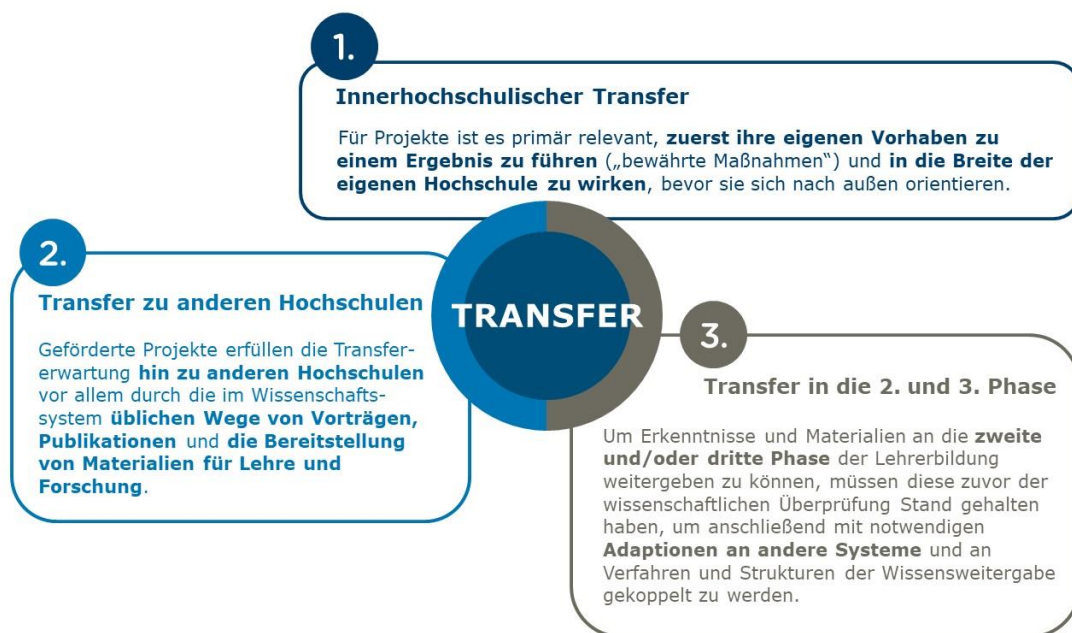 1.
Innerhochschulischer Transfer
Für Projekte ist es primär relevant, zuerst ihre eigenen Vorhaben zu
einem Ergebnis zu führen („bewährte Maßnahmen“) und in die Breite der
eigenen Hochschule zu wirken, bevor sie sich nach außen orientieren.
2.
Transfer zu anderen Hochschulen
Geförderte Projekte erfüllen die Transfer-
erwartung hin zu anderen Hochschulen
vor allem durch die im Wissenschafts-
system üblichen Wege von Vorträgen,
Publikationen und die Bereitstellung
von Materialien für Lehre und
Forschung.
TRANSFER
3.
Transfer in die 2. und 3. Phase
Um Erkenntnisse und Materialien an die zweite
und/oder dritte Phase der Lehrerbildung
weitergeben zu können, müssen diese zuvor der
wissenschaftlichen Überprüfung Stand gehalten
haben, um anschließend mit notwendigen
Adaptionen an andere Systeme und an
Verfahren und Strukturen der Wissensweitergabe
gekoppelt zu werden.